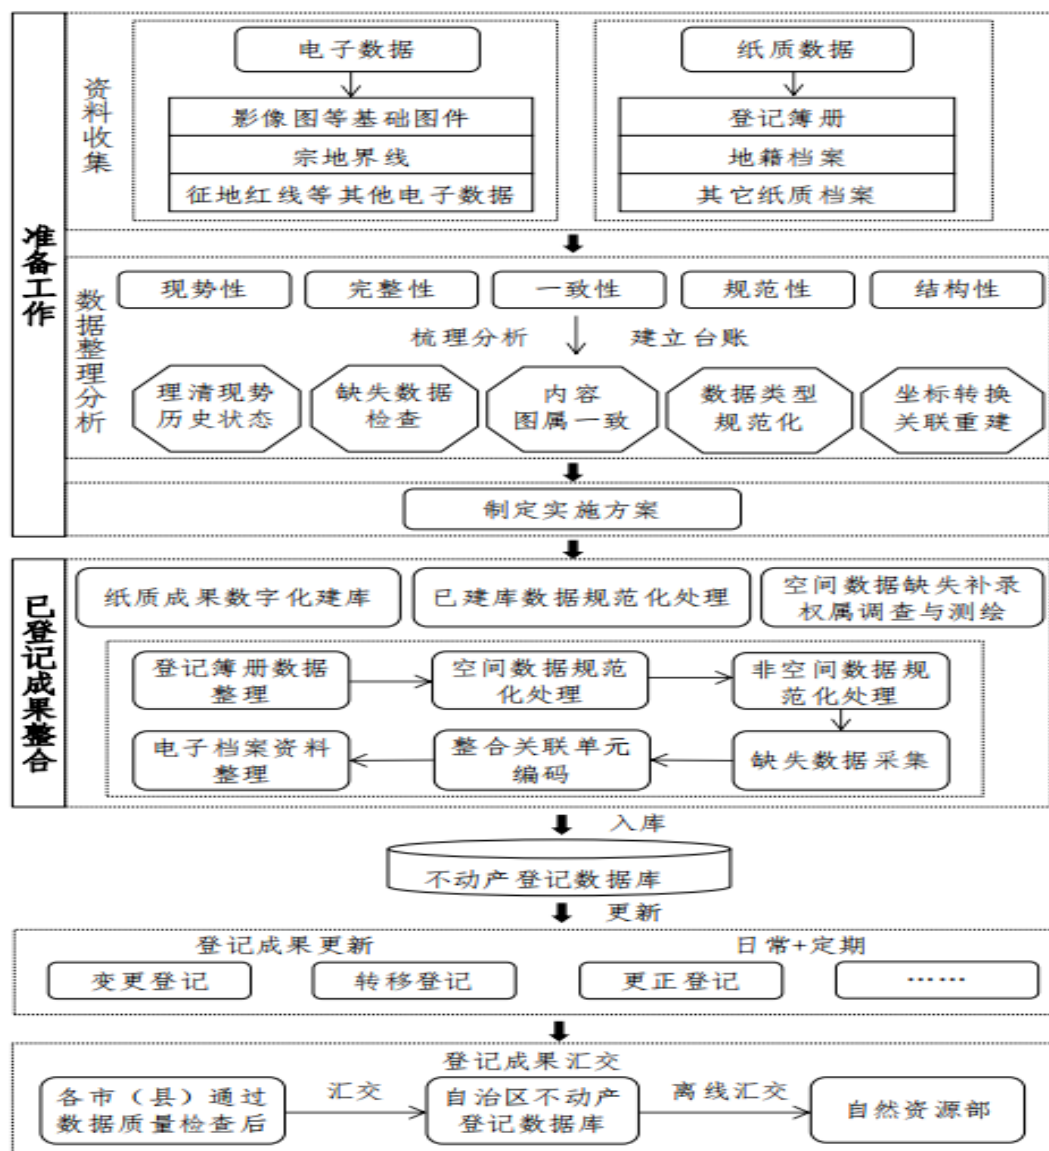 准备工作
资料收集
电子数据
影像图等基础图件
宗地界线
征地红线等其他电子数据
纸质数据
登记簿册
地籍档案
其它纸质档案
数据整理分析
现势性
完整性
一致性
规范性
结构性
梳理分析
建立台账
理清现势
历史状态
缺失数据
检查
内容
图属一致
数据类型
规范化
坐标转换
关联重建
制定实施方案
已登记成果整合
纸质成果数字化建库
已建库数据规范化处理
空间数据缺失补录
权属调查与测绘
登记簿册数据
整理
空间数据规范
化处理
非空间数据规
范化处理
电子档案资料
整理
整合关联单元
编码
缺失数据采集
入库
不动产登记数据库
更新
登记成果更新
日常+定期
变更登记
转移登记
更正登记
……
登记成果汇交
各市（县）通过
数据质量检查后
汇交
自治区不动产
登记数据库
离线汇交
自然资源部